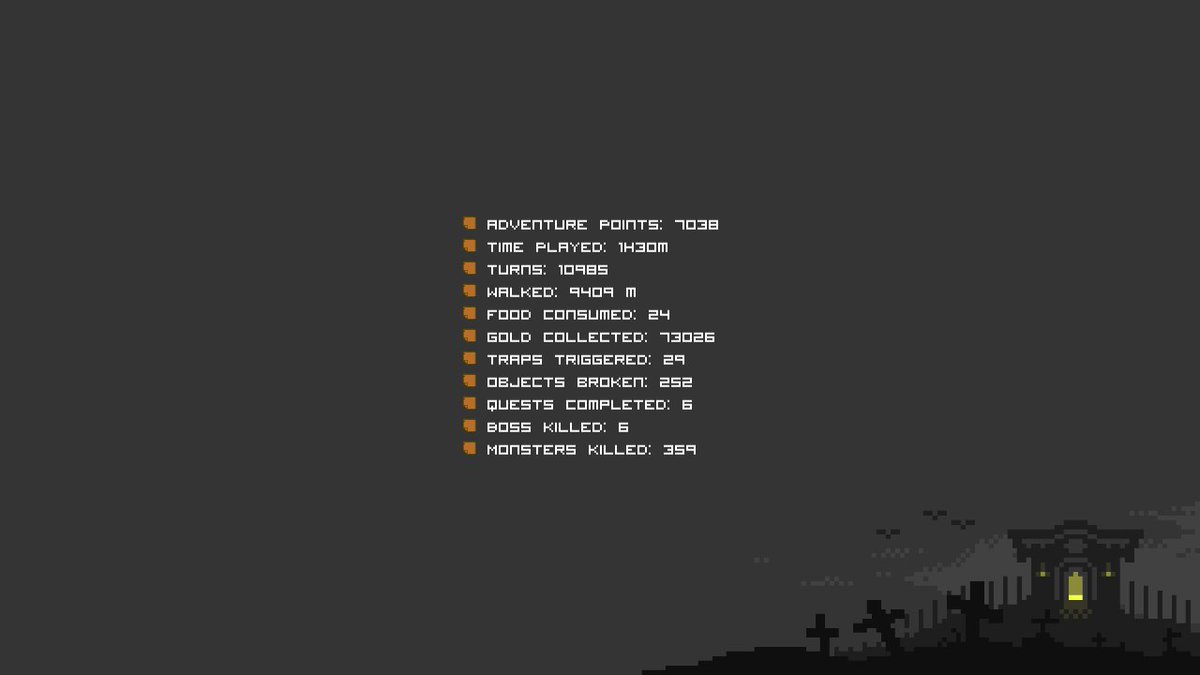 ADVENTURE POINTS: 7038
TIME PLAYED: 1H30M
TURNS: 10985
WALKED: 9409 M
FOOD CONSUMED: 24
GOLD COLLECTED: 73026
TRAPS TRIGGERED: 29
OBJECTS BROKEN: 252
QUESTS COMPLETED: 6
BOSS KILLED: 6
MONSTERS KILLED: 359